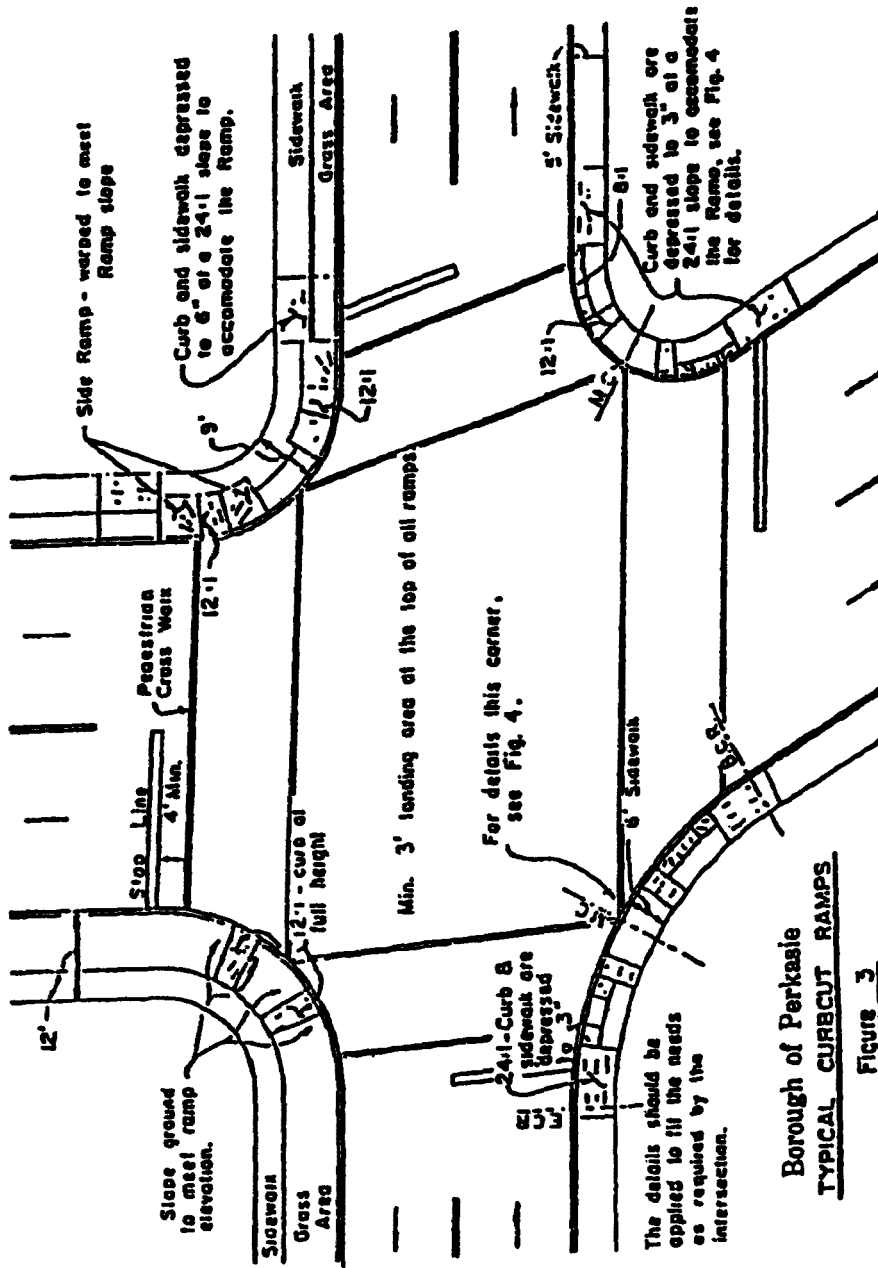 Side Ramp - warped to meet
Ramp slope
Curb and sidewalk depressed
to 6" at a 24:1 slope to
accomadate the Ramp.
Sidewalk
Grass Area
9'
12:1
12:1
Pedestrian
Cross Walk
Stop Line
4' Min.
12'
Slope ground
to meet ramp
elevation.
Sidewalk
Grass
Area
12:1 - curb at
full height
Min. 3' landing area at the top of all ramps.
For details this corner,
see Fig. 4.
5' Sidewalk
8:1
12:1
M.C.
Curb and sidewalk are
depressed to 3" at a
24:1 slope to accomadate
the Ramp, see Fig. 4
for details.
6' Sidewalk
M.C.
24:1-Curb &
sidewalk are
depressed
to 3"
The details should be
applied to fit the needs
as required by the
intersection.
Borough of Perkasie
TYPICAL CURBCUT RAMPS
Figure 3